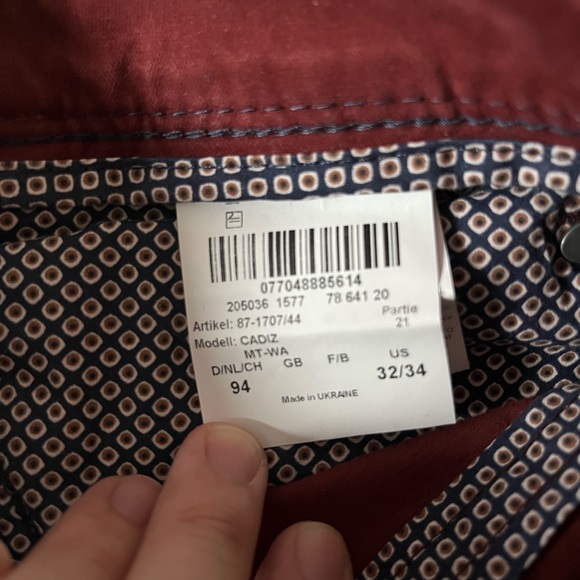 077048885614
205036 1577 78 641 20
Artikel: 87-1707/44 Partie
Modell: CADIZ 21
MT-WA
D/NL/CH GB F/B US
94 32/34
Made in UKRAINE